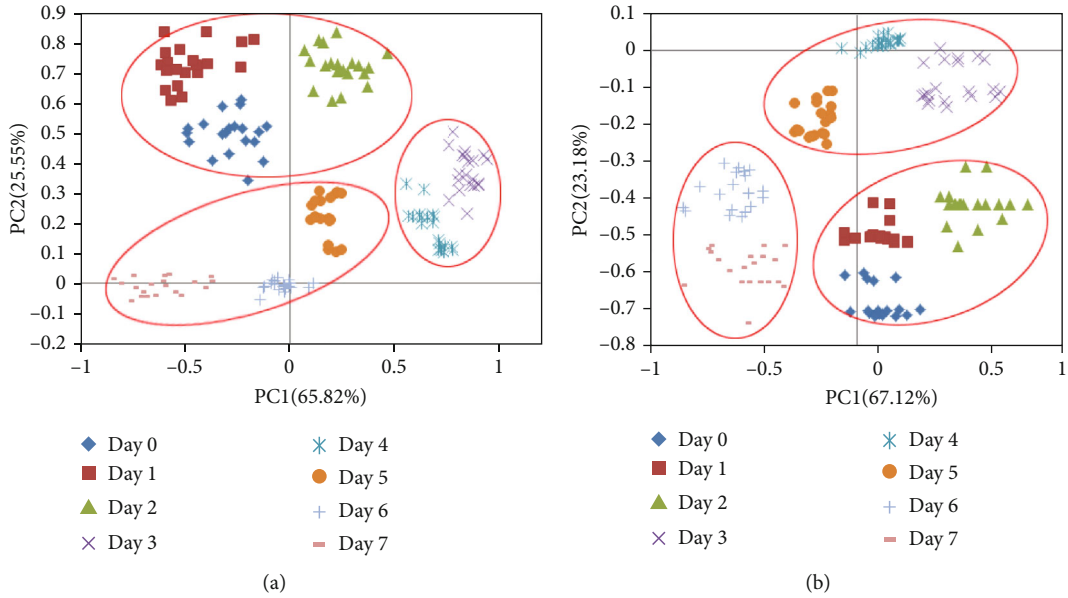 0.9
0.8
0.7
0.6
0.5
0.4
0.3
0.2
0.1
0
−0.1
−0.2
PC2(25.55%)
−1 −0.5 0 0.5 1
PC1(65.82%)
Day 0 Day 4
Day 1 Day 5
Day 2 Day 6
Day 3 Day 7
(a)
0.1
0
−0.1
−0.2
−0.3
−0.4
−0.5
−0.6
−0.7
−0.8
PC2(23.18%)
−1 −0.5 0 0.5 1
PC1(67.12%)
Day 0 Day 4
Day 1 Day 5
Day 2 Day 6
Day 3 Day 7
(b)